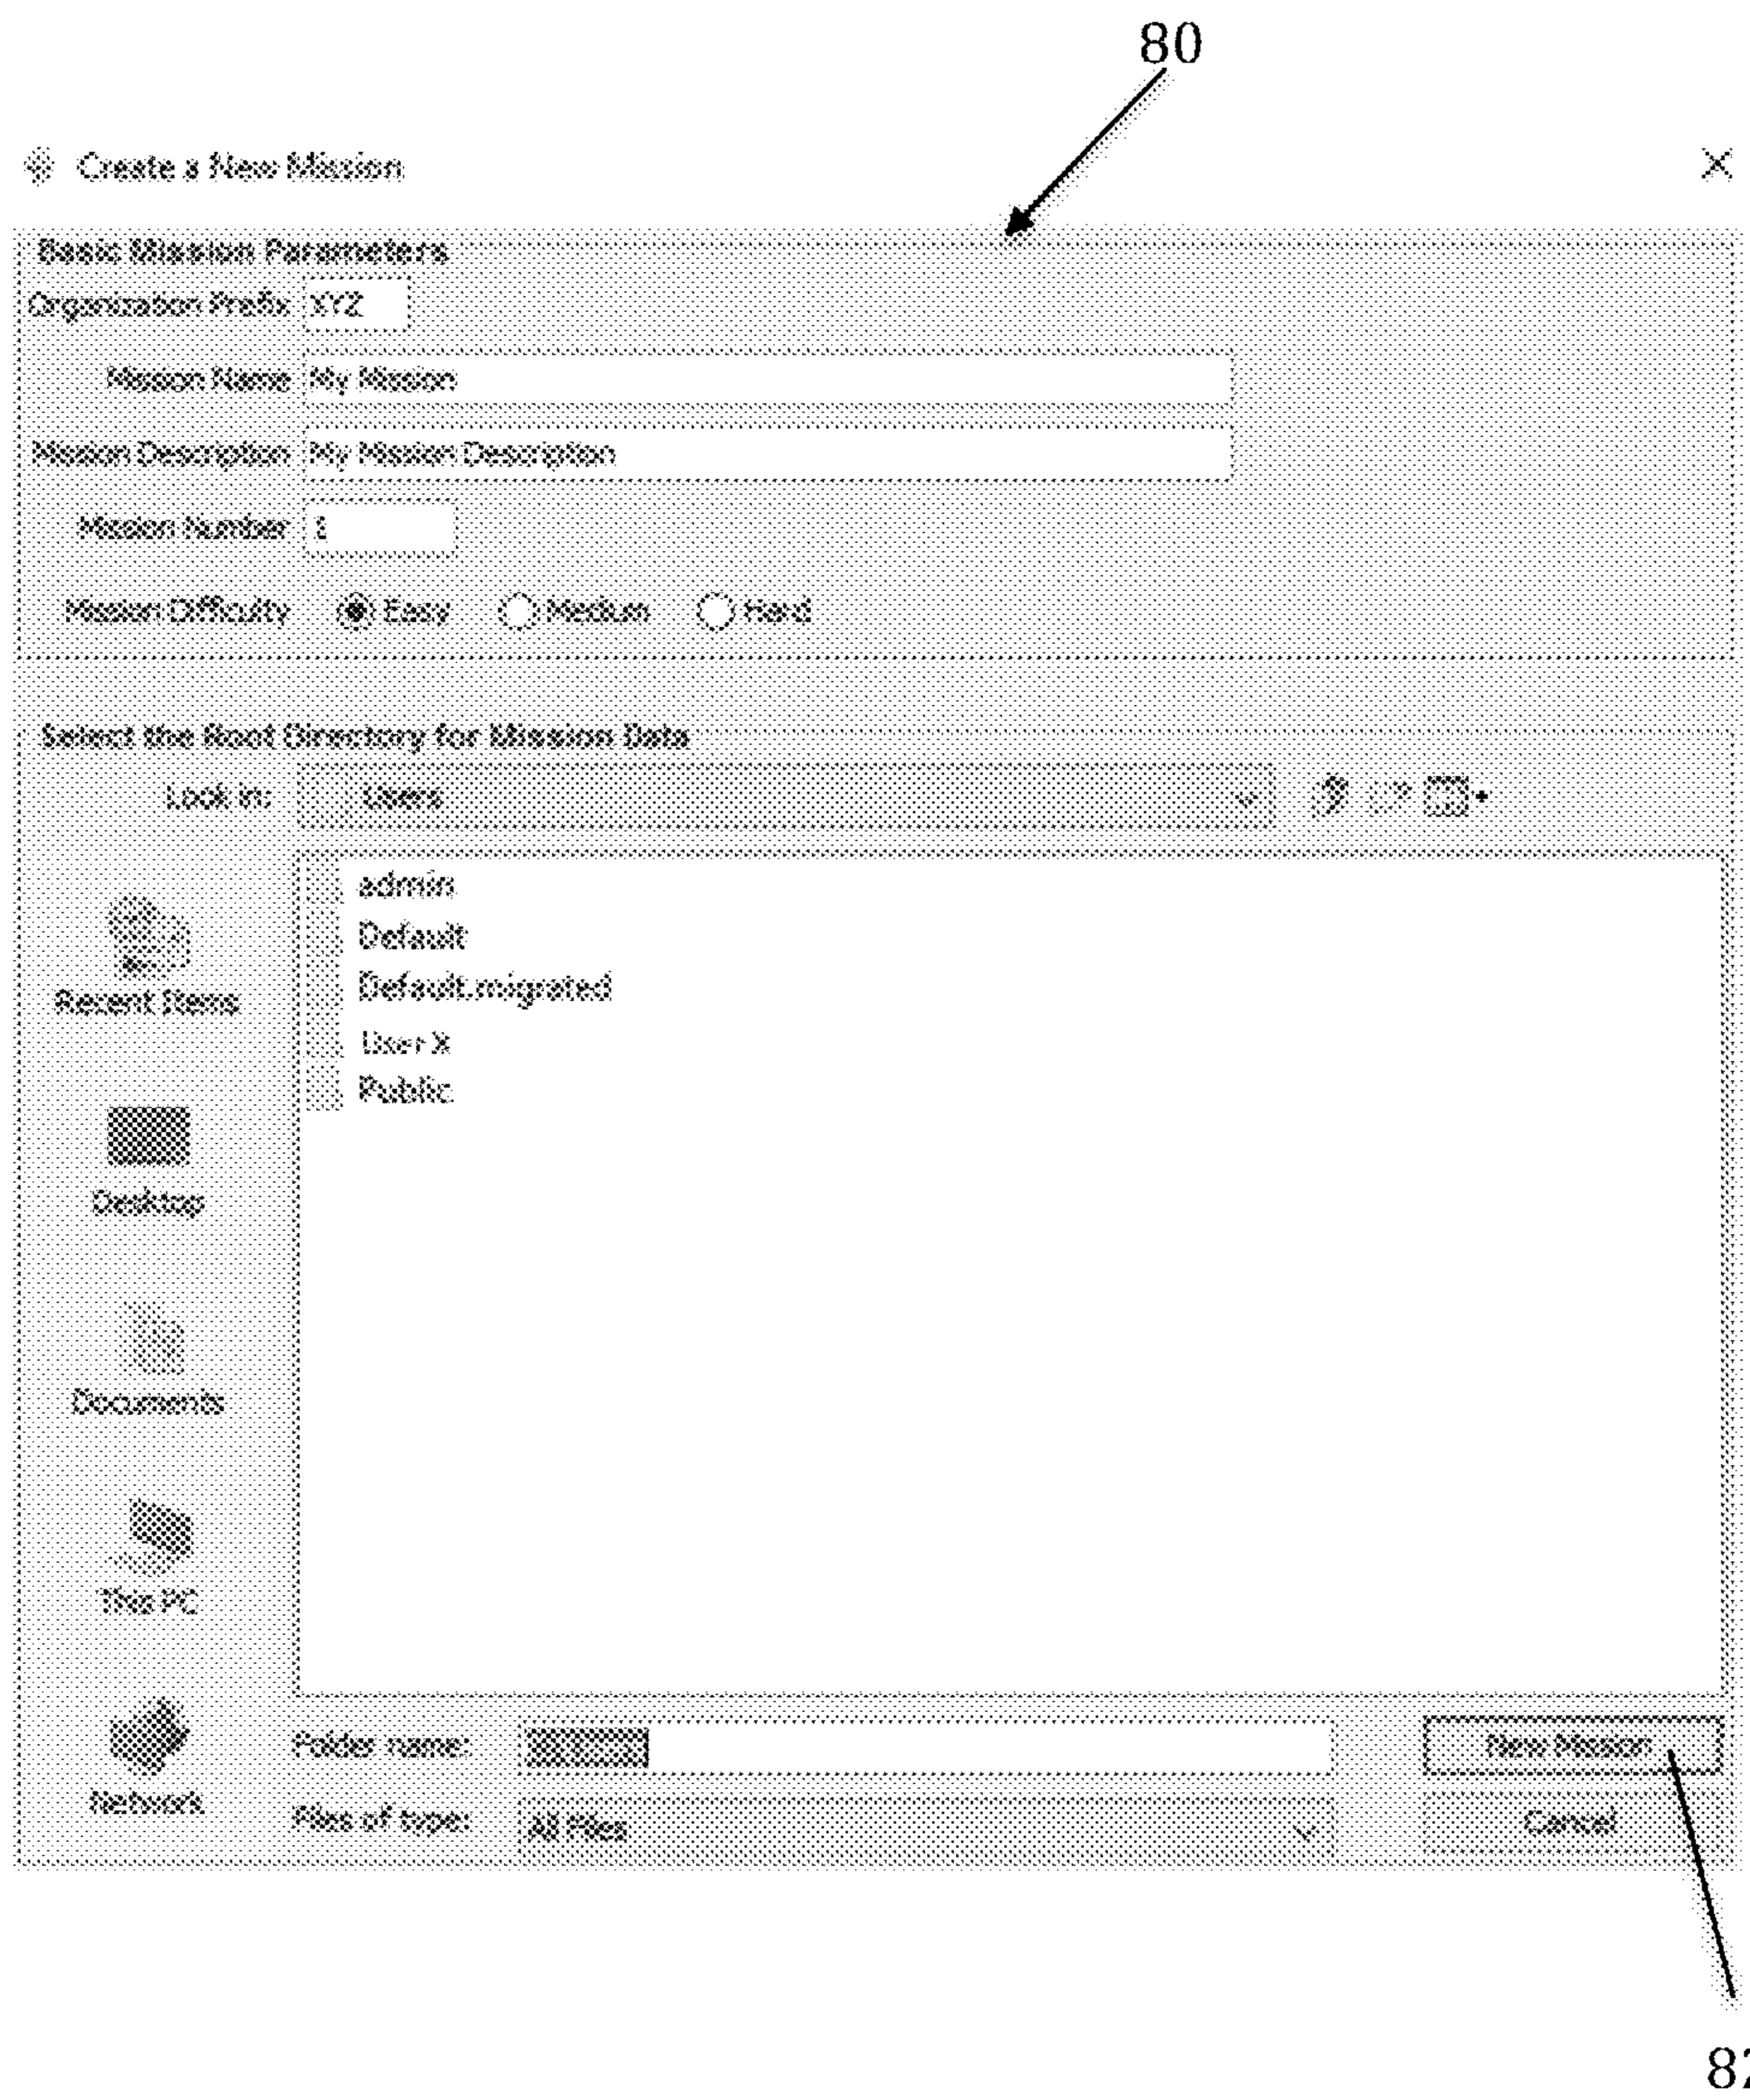 80
Create a New Mission
Basic Mission Parameters
Organization Prefix XYZ
Mission Name My Mission
Mission Description My Mission Description
Mission Number 1
Mission Difficulty Easy Medium Hard
Select the Root Directory for Mission Data
Look in: Users
admin
Default
Default.migrated
User X
Public
Recent Items
Desktop
Documents
This PC
Network
Folder name:
New Mission
Files of type: All Files
Cancel
82